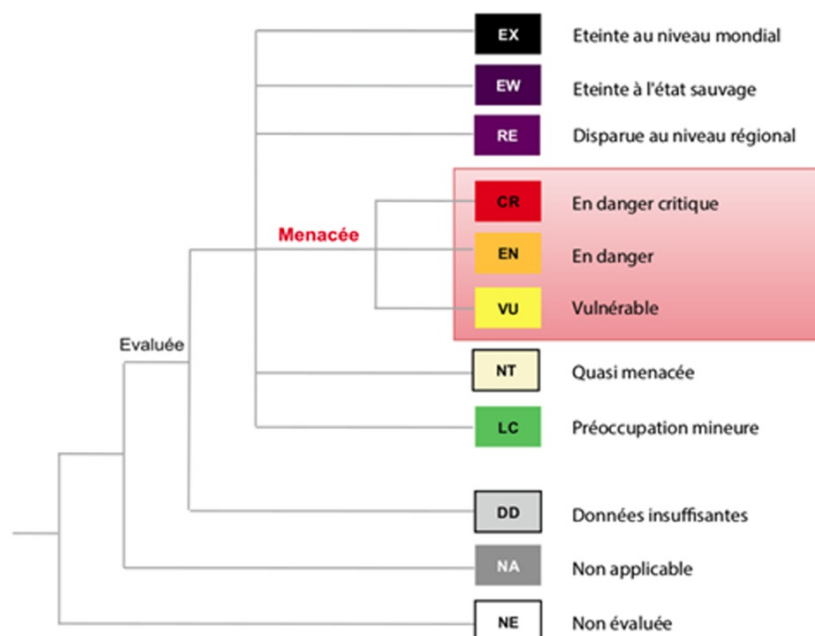 EX Eteinte au niveau mondial
EW Eteinte à l'état sauvage
RE Disparue au niveau régional
CR En danger critique
Menacée
EN En danger
VU Vulnérable
Evaluée
NT Quasi menacée
LC Préoccupation mineure
DD Données insuffisantes
NA Non applicable
NE Non évaluée